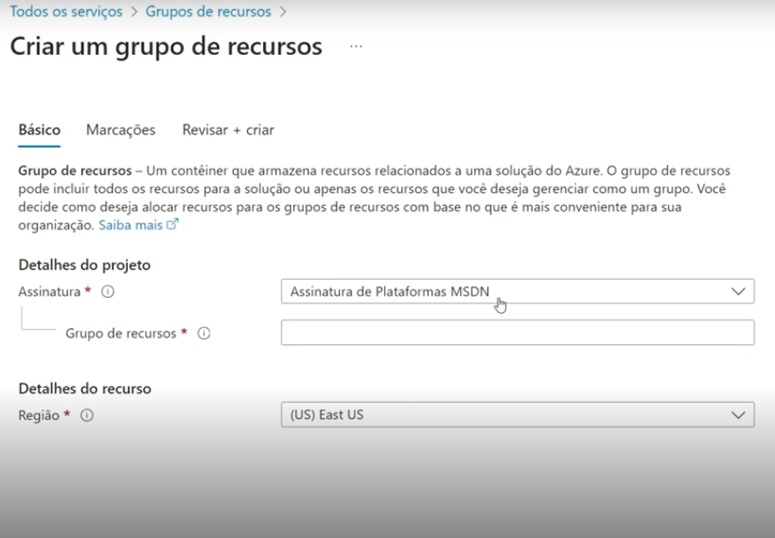 Todos os serviços > Grupos de recursos >
Criar um grupo de recursos ...
Básico Marcações Revisar + criar
Grupo de recursos – Um contêiner que armazena recursos relacionados a uma solução do Azure. O grupo de recursos
pode incluir todos os recursos para a solução ou apenas os recursos que você deseja gerenciar como um grupo. Você
decide como deseja alocar recursos para os grupos de recursos com base no que é mais conveniente para sua
organização. Saiba mais
Detalhes do projeto
Assinatura * Assinatura de Plataformas MSDN
Grupo de recursos *
Detalhes do recurso
Região * (US) East US